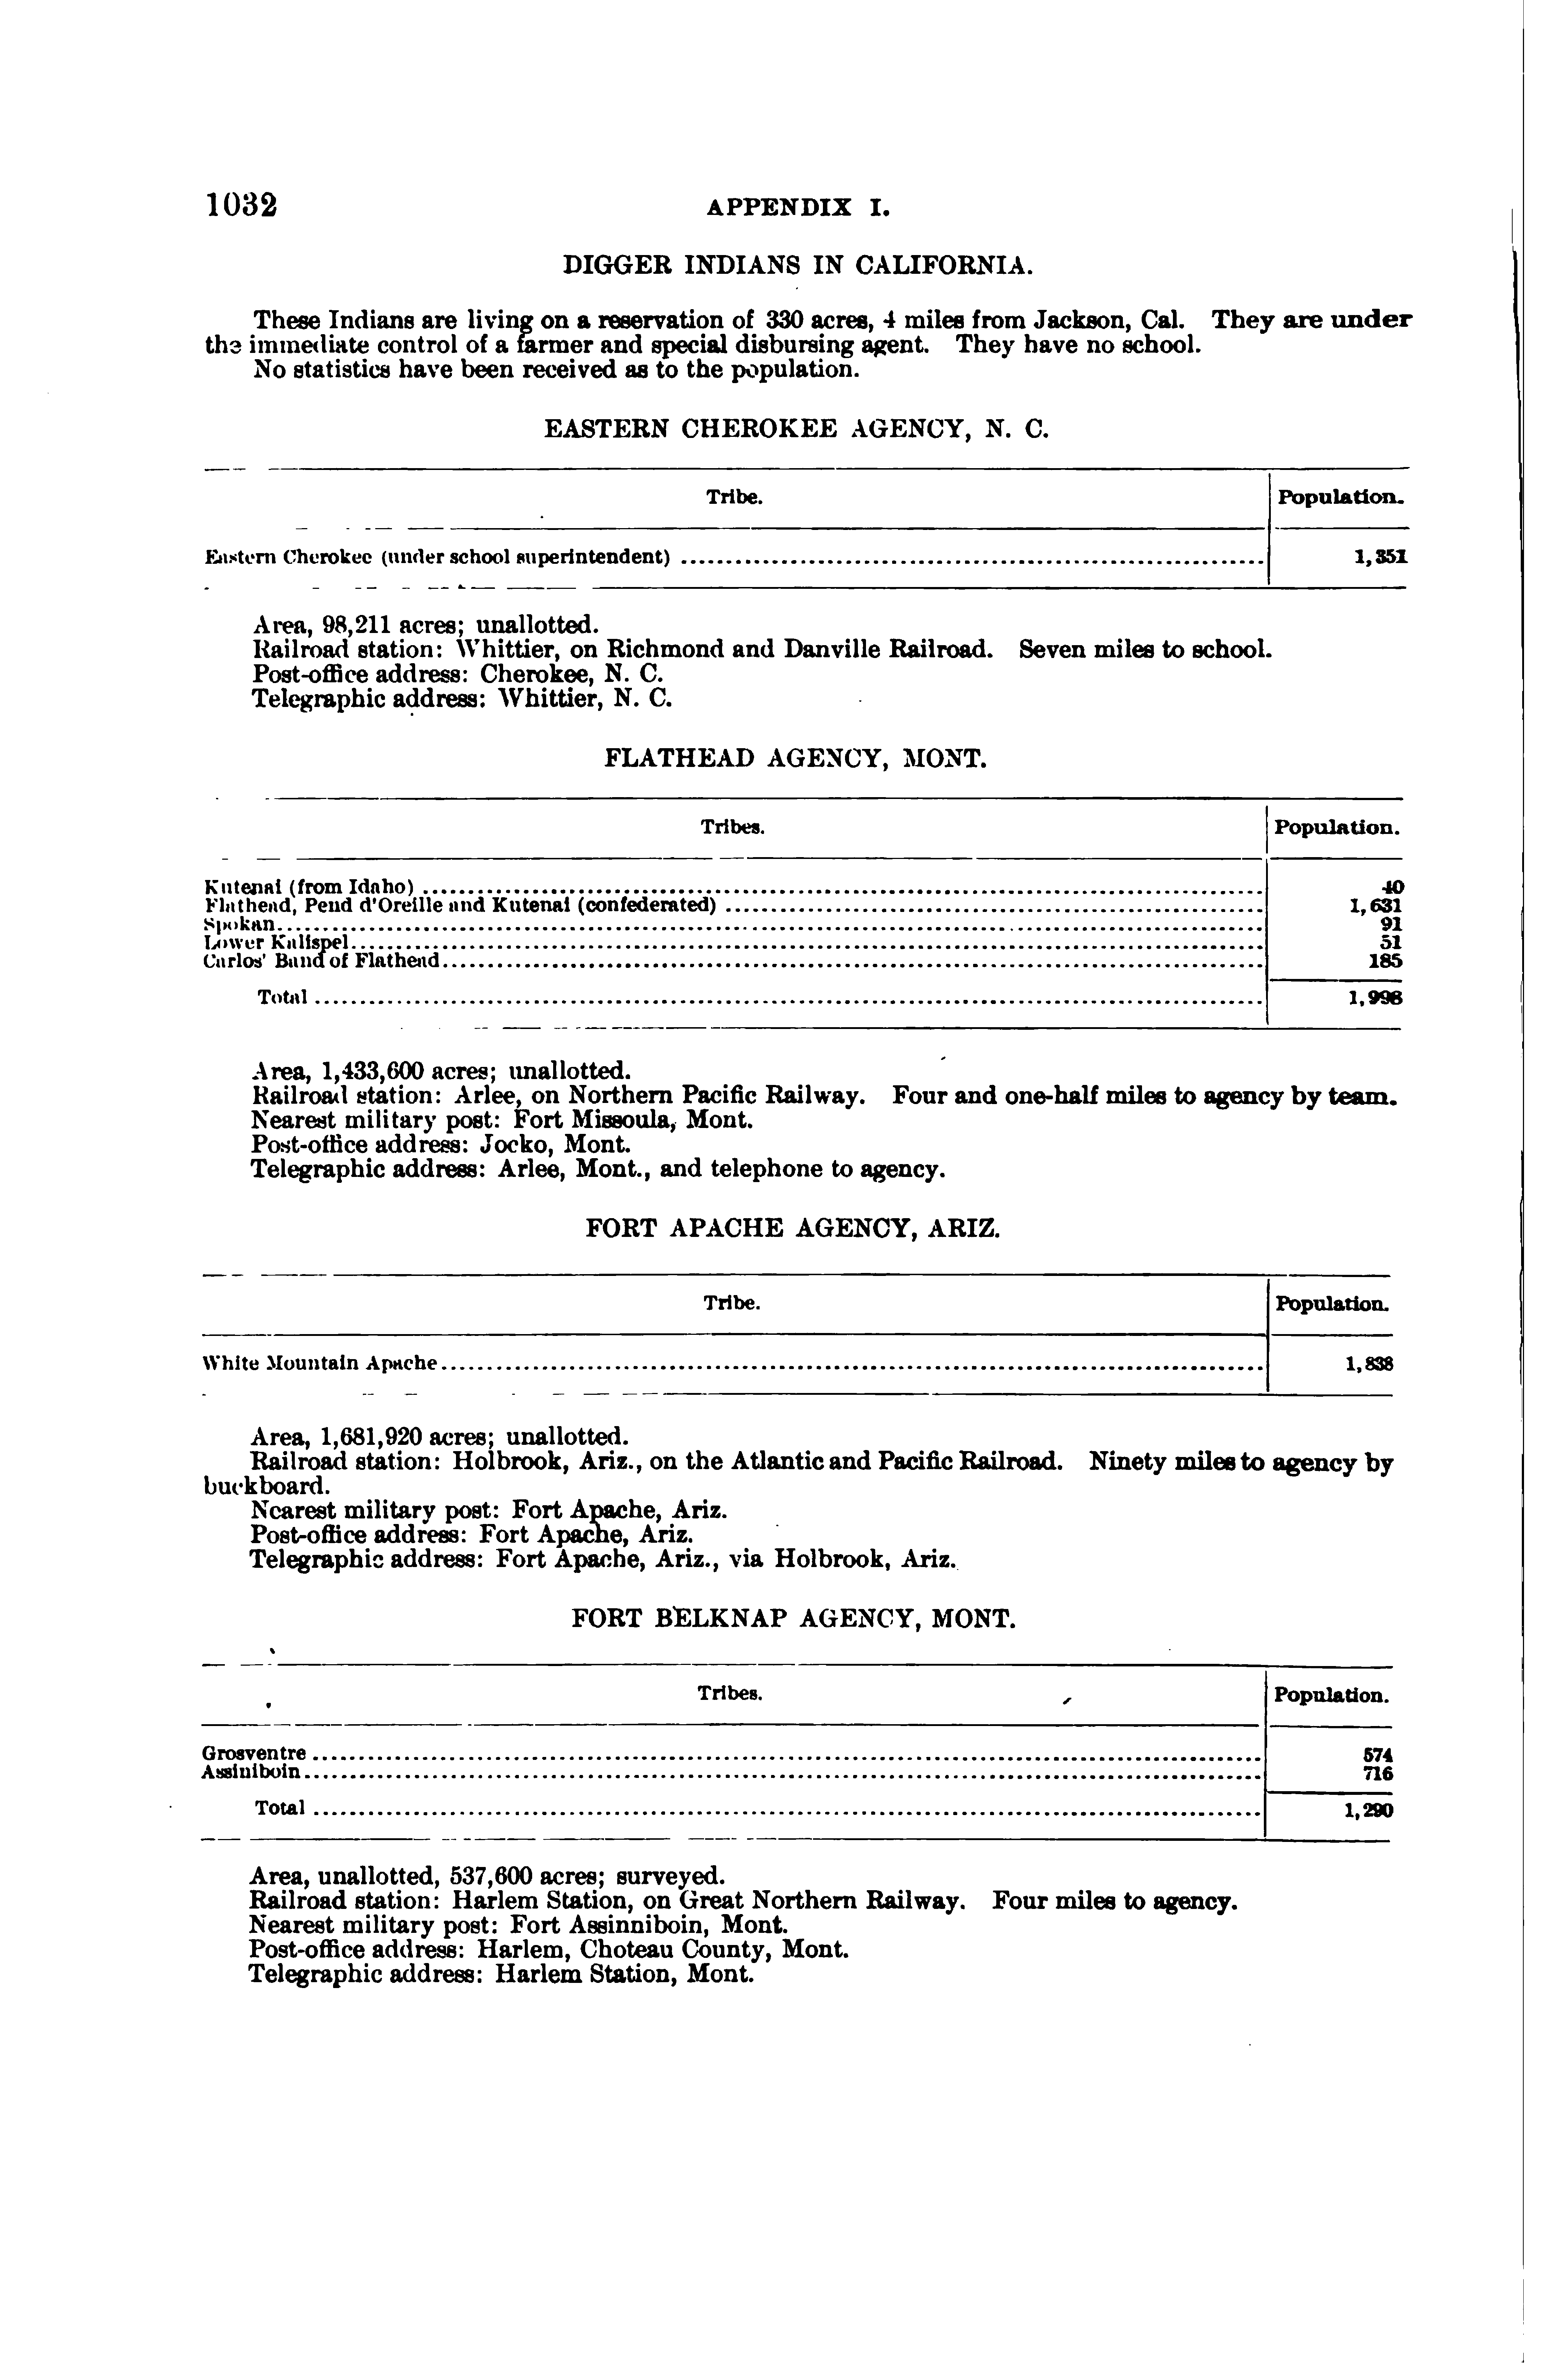 1032 APPENDIX I.
DIGGER INDIANS IN CALIFORNIA.
These Indians are living on a reservation of 330 acres, 4 miles from Jackson, Cal. They are under
the immediate control of a farmer and special disbursing agent. They have no school.
No statistics have been received as to the population.
EASTERN CHEROKEE AGENCY, N. C.
Tribe. Population.
Eastern Cherokee (under school superintendent) 1,351
Area, 98,211 acres; unallotted.
Railroad station: Whittier, on Richmond and Danville Railroad. Seven miles to school.
Post-office address: Cherokee, N. C.
Telegraphic address: Whittier, N. C.
FLATHEAD AGENCY, MONT.
Tribes. Population.
Kutenai (from Idaho) 40
Flathead, Pend d'Oreille and Kutenai (confederated) 1,631
Spokan 91
Lower Kalispel 51
Carlos' Band of Flathead 185
Total 1,998
Area, 1,433,600 acres; unallotted.
Railroad station: Arlee, on Northern Pacific Railway. Four and one-half miles to agency by team.
Nearest military post: Fort Missoula, Mont.
Post-office address: Jocko, Mont.
Telegraphic address: Arlee, Mont., and telephone to agency.
FORT APACHE AGENCY, ARIZ.
Tribe. Population.
White Mountain Apache 1,838
Area, 1,681,920 acres; unallotted.
Railroad station: Holbrook, Ariz., on the Atlantic and Pacific Railroad. Ninety miles to agency by
buckboard.
Nearest military post: Fort Apache, Ariz.
Post-office address: Fort Apache, Ariz.
Telegraphic address: Fort Apache, Ariz., via Holbrook, Ariz.
FORT BELKNAP AGENCY, MONT.
Tribes. Population.
Grosventre 574
Assiniboin 716
Total 1,290
Area, unallotted, 537,600 acres; surveyed.
Railroad station: Harlem Station, on Great Northern Railway. Four miles to agency.
Nearest military post: Fort Assinniboin, Mont.
Post-office address: Harlem, Choteau County, Mont.
Telegraphic address: Harlem Station, Mont.